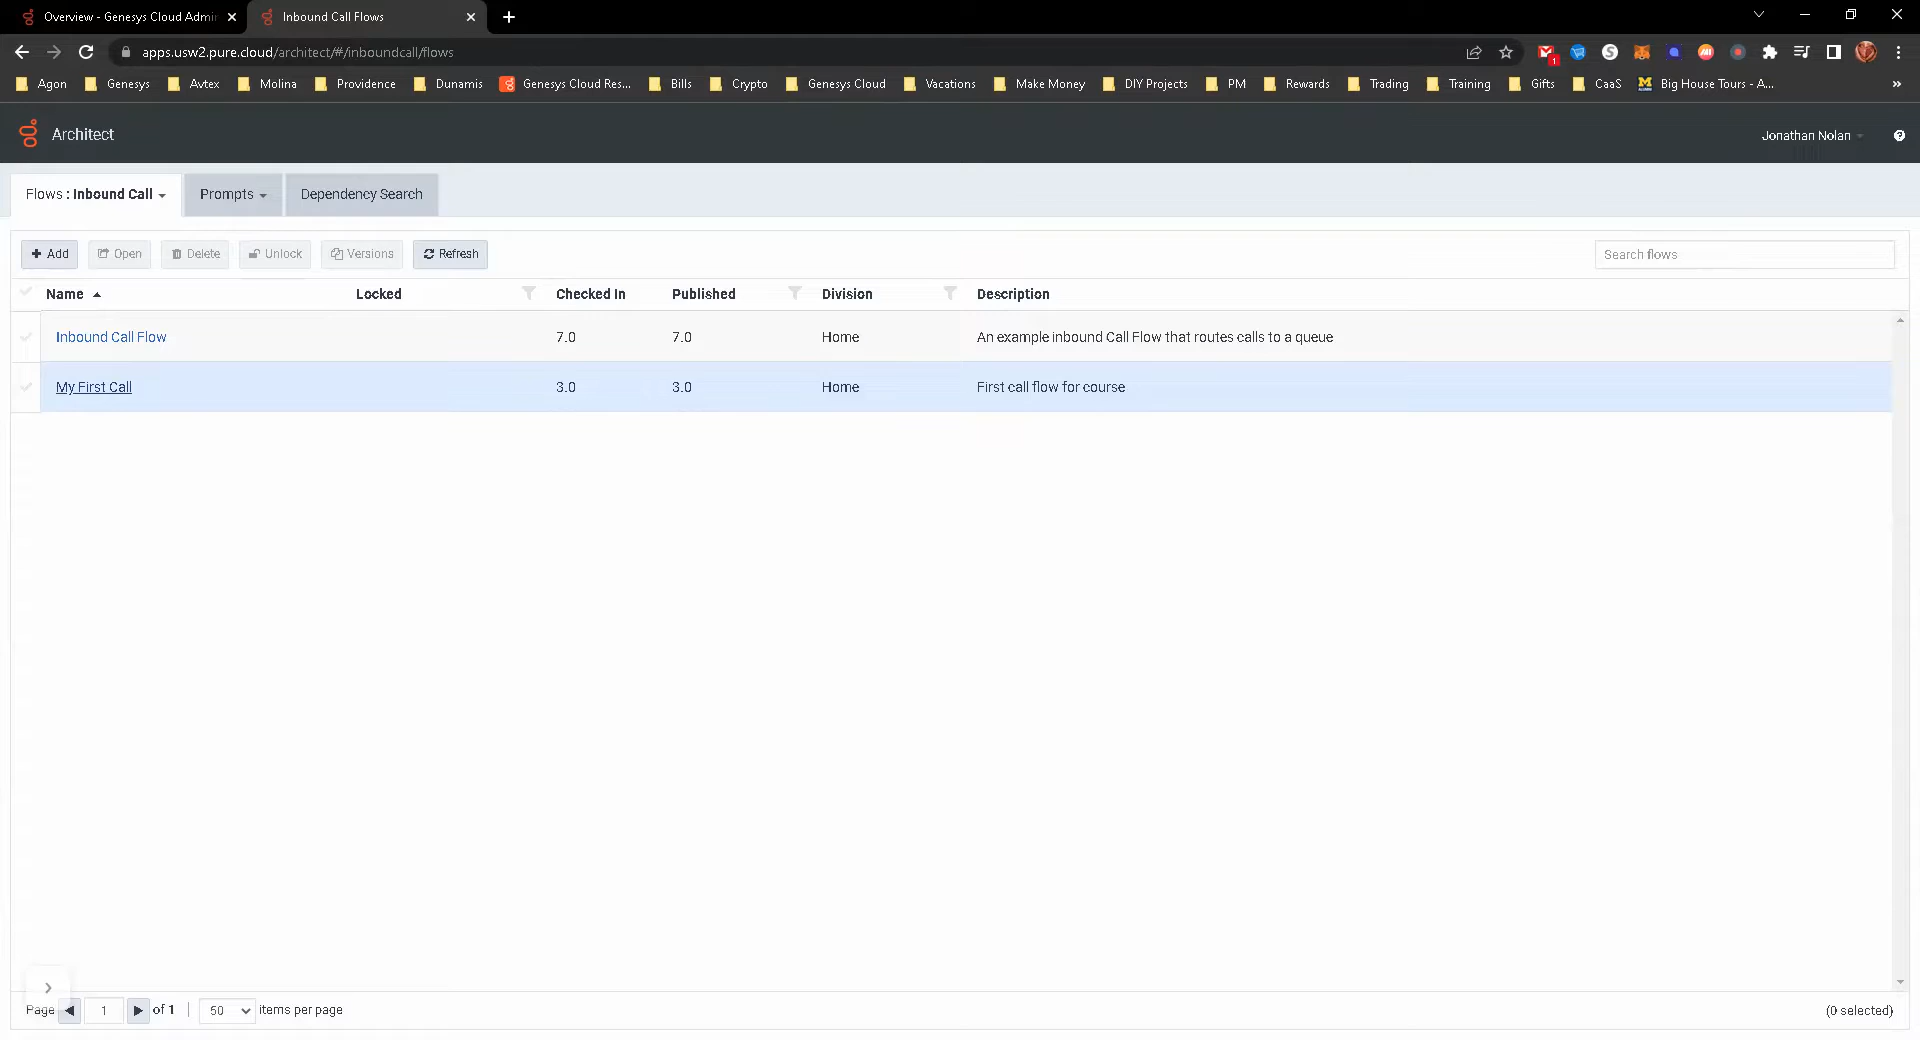 Overview - Genesys Cloud Admin
Inbound Call Flows
apps.usw2.pure.cloud/architect/#/inboundcall/flows
1
Agon
Genesys
Avtex
Molina
Providence
Dunamis
Genesys Cloud Res...
Bills
Crypto
Genesys Cloud
Vacations
Make Money
DIY Projects
PM
Rewards
Trading
Training
Gifts
CaaS
Big House Tours - A...
Architect
Jonathan Nolan
Flows : Inbound Call
Prompts
Dependency Search
Add
Open
Delete
Unlock
Versions
Refresh
Search flows
Name
Locked
Checked In
Published
Division
Description
Inbound Call Flow
7.0
7.0
Home
An example inbound Call Flow that routes calls to a queue
My First Call
3.0
3.0
Home
First call flow for course
Page
1
of 1
50
items per page
(0 selected)